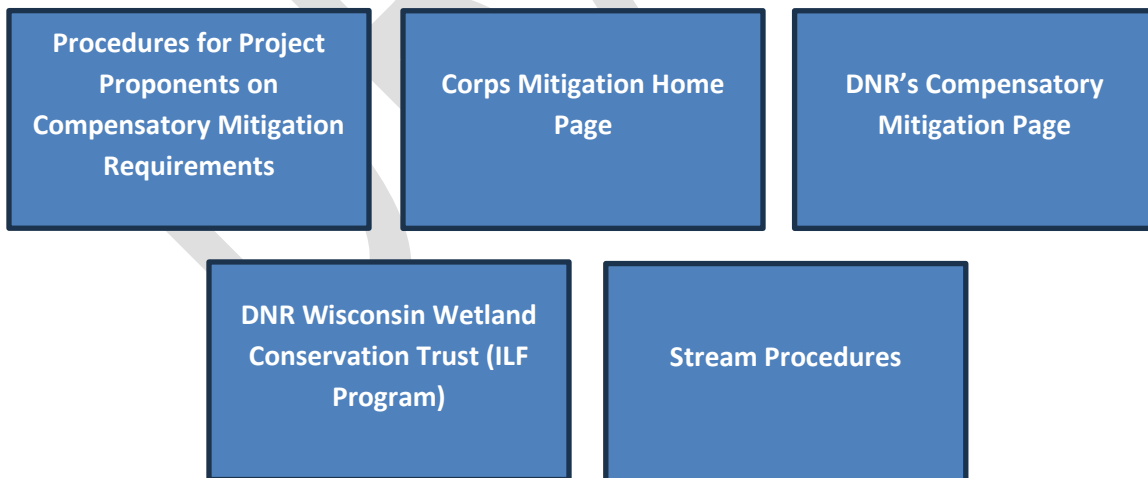 Procedures for Project
Proponents on
Compensatory Mitigation
Requirements
Corps Mitigation Home
Page
DNR's Compensatory
Mitigation Page
DNR Wisconsin Wetland
Conservation Trust (ILF
Program)
Stream Procedures